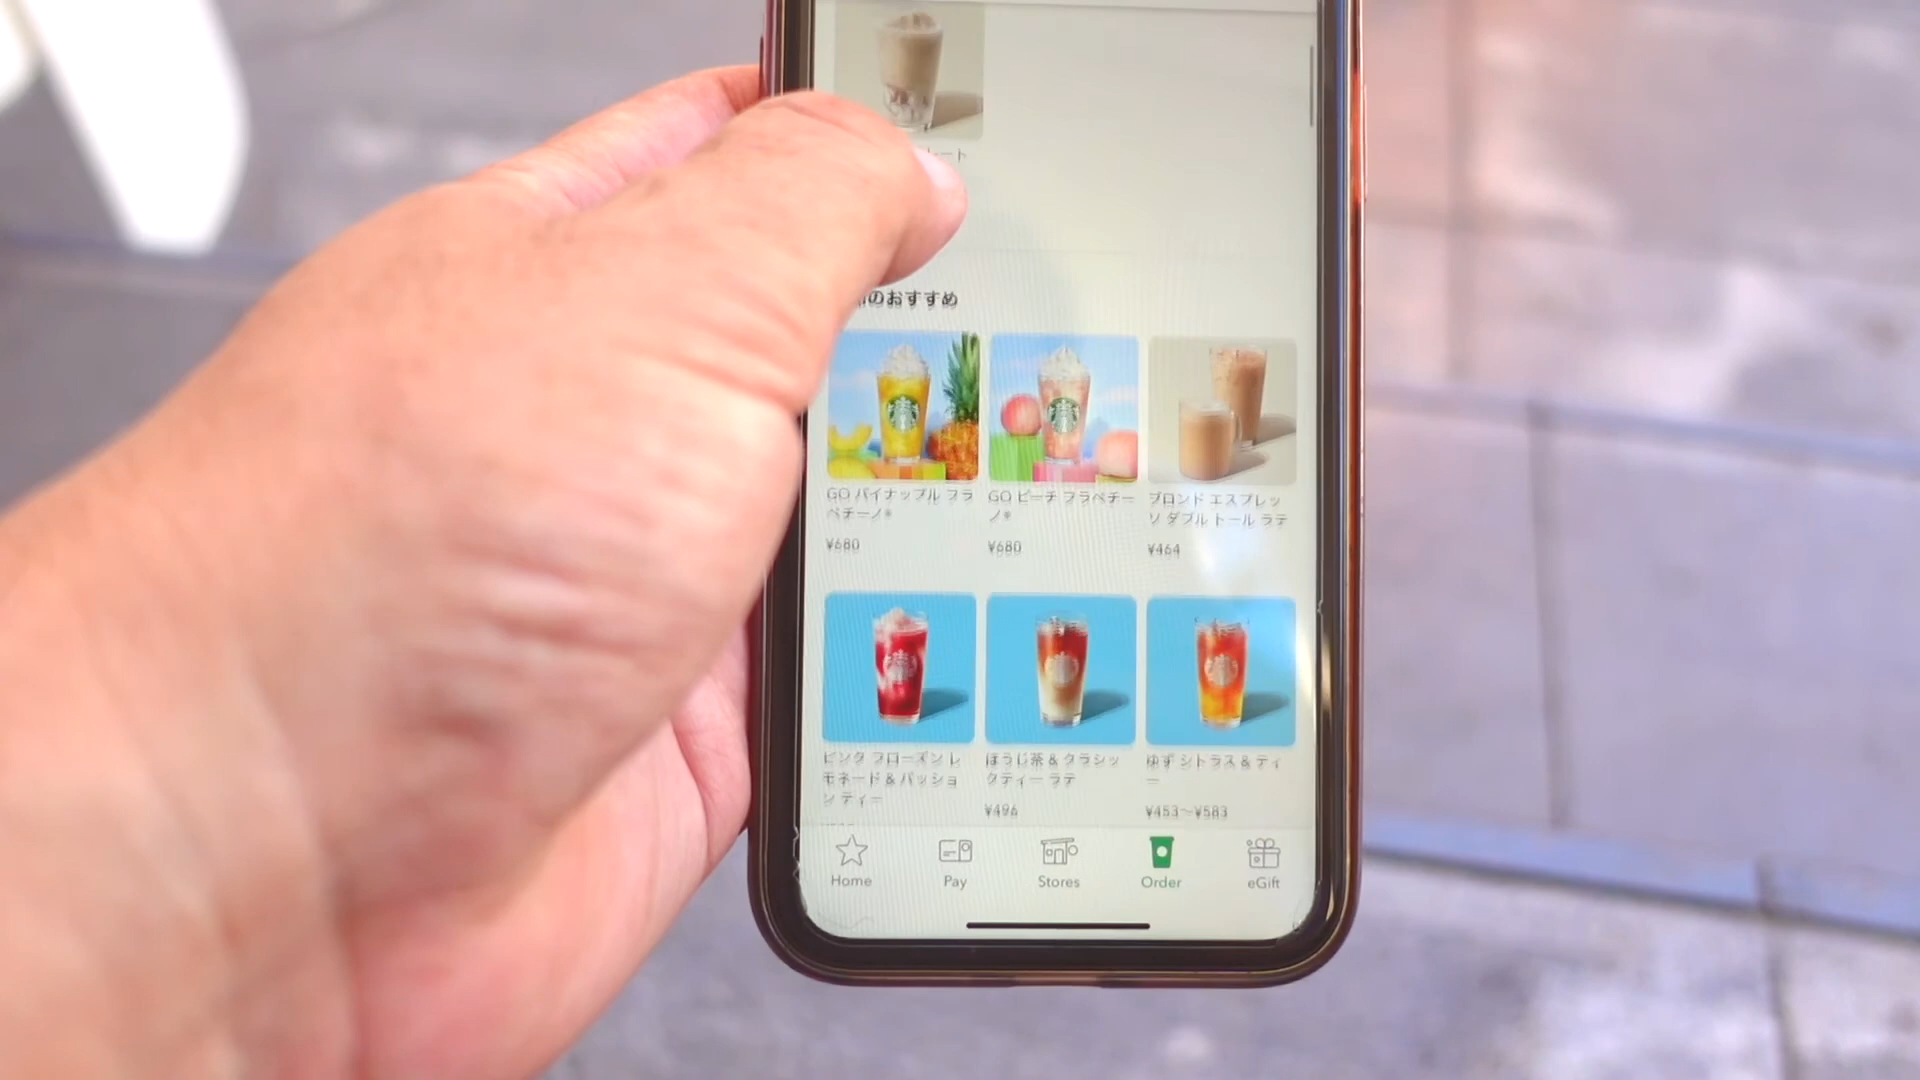 ート
のおすすめ
GO パイナップル フラ
ペチーノ®
¥680
GO ピーチ フラペチー
ノ®
¥680
ブロンド エスプレッ
ソ ダブル トール ラテ
¥464
ピンク フローズン レ
モネード & パッショ
ン ティー
ほうじ茶 & クラシッ
クティー ラテ
¥496
ゆず シトラス & ティ
ー
¥453～¥583
Home
Pay
Stores
Order
eGift